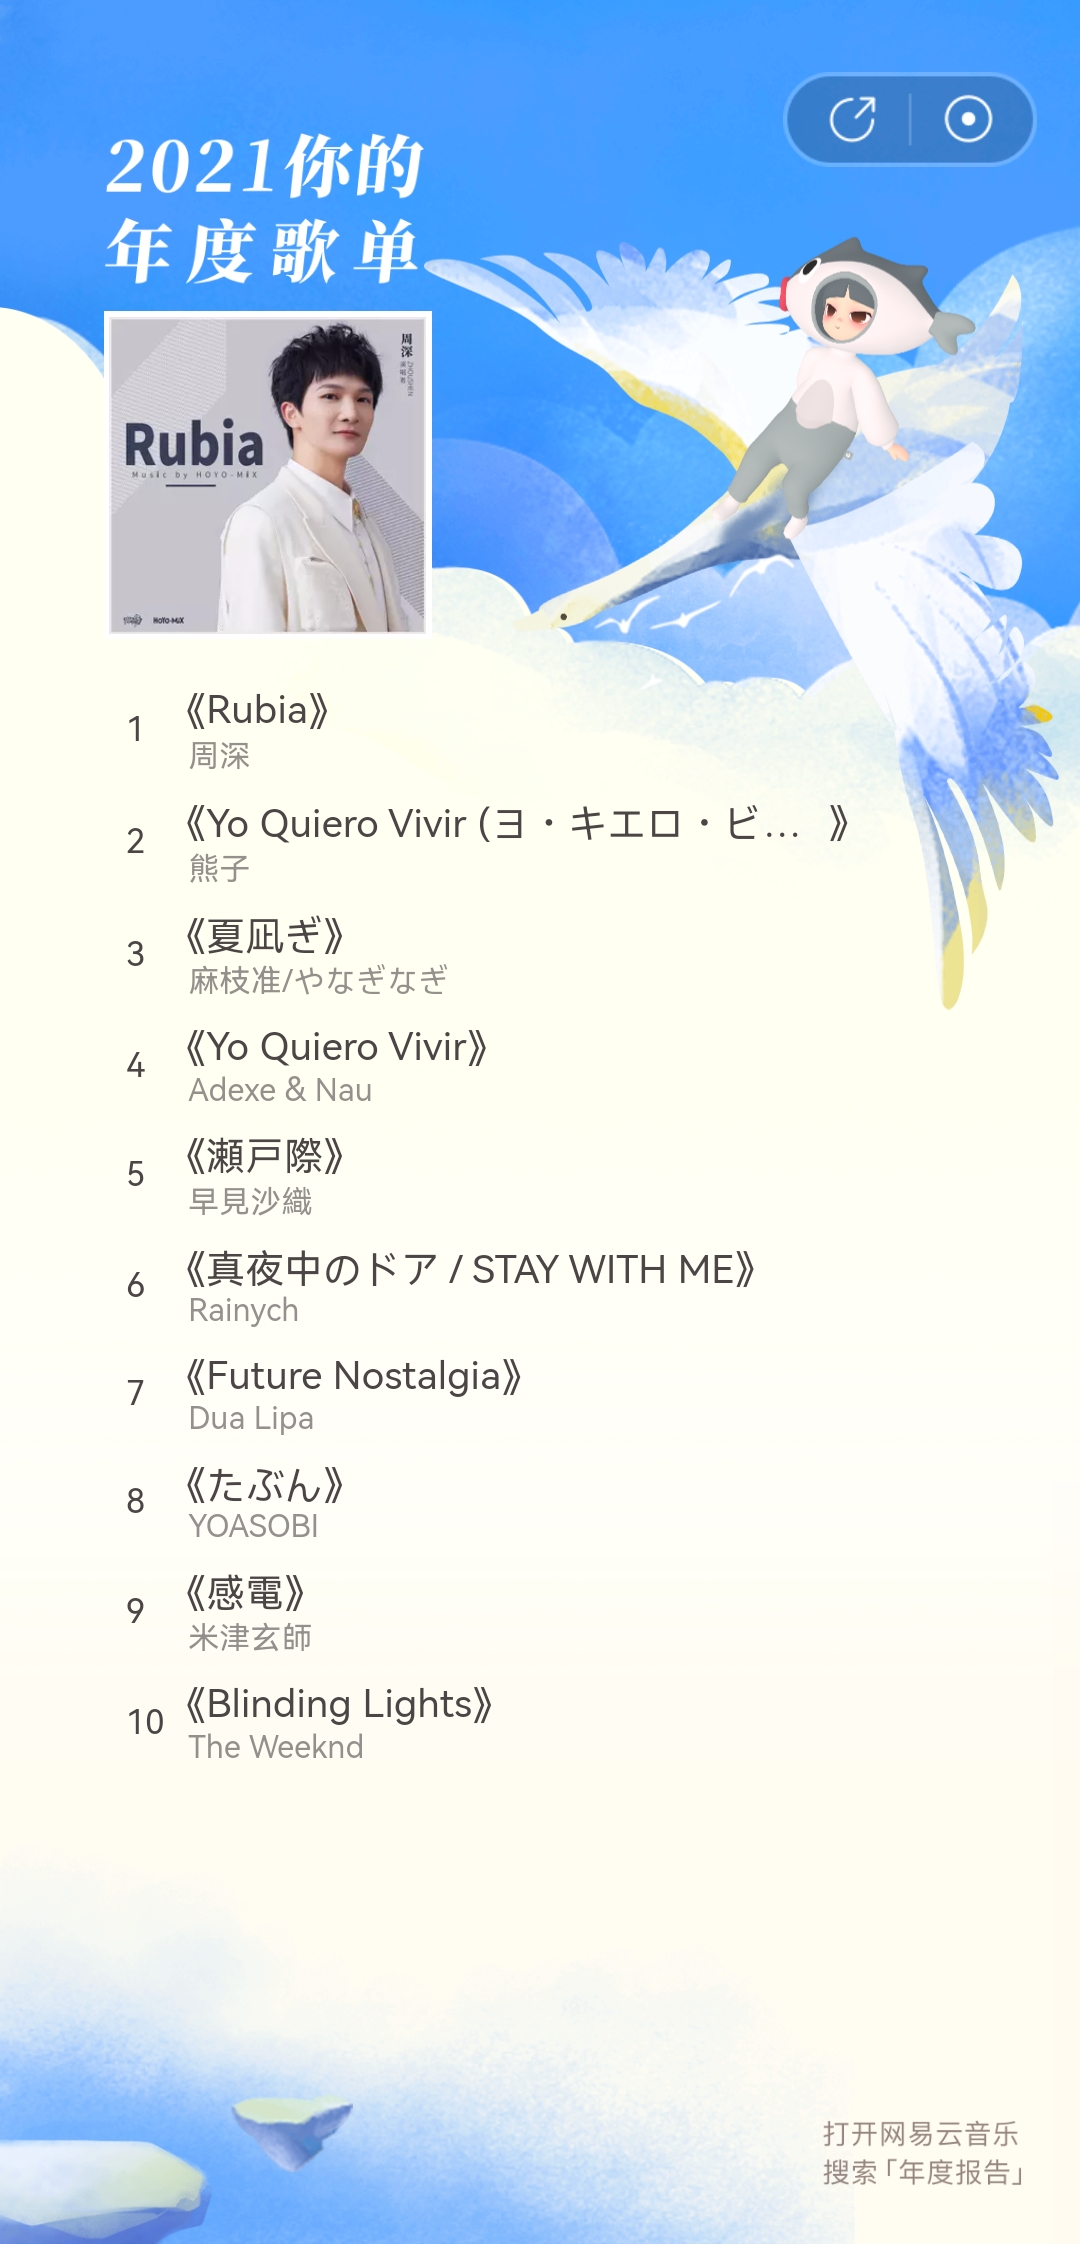 2021你的
年度歌单
周深
ZHOUSHEN
演唱者
Rubia
Music by HOYO-MiX
HOYO-MiX
1
《Rubia》
周深
2
《Yo Quiero Vivir (ヨ・キエロ・ビ... 》
熊子
3
《夏凪ぎ》
麻枝准/やなぎなぎ
4
《Yo Quiero Vivir》
Adexe & Nau
5
《瀬戸際》
早見沙織
6
《真夜中のドア / STAY WITH ME》
Rainych
7
《Future Nostalgia》
Dua Lipa
8
《たぶん》
YOASOBI
9
《感電》
米津玄師
10
《Blinding Lights》
The Weeknd
打开网易云音乐
搜索「年度报告」